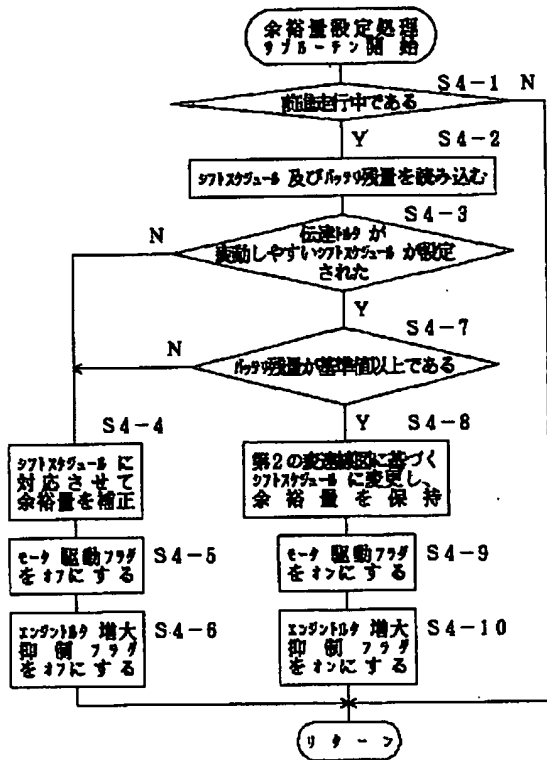 余裕量設定処理
サブルーチン 開始
S4-1
N
前進走行中である
Y
S4-2
シフトスケジュール 及びバッテリ残量を読み込む
S4-3
N
伝達トルク が
変動しやすいシフトスケジュール が設定
された
Y
S4-7
N
バッテリ残量が基準値以上である
S4-4
Y
S4-8
シフトスケジュール に
対応させて
余裕量を補正
第2の変速線図に基づく
シフトスケジュール に変更し、
余裕量を保持
モータ 駆動フラグ
をオフにする
S4-5
モータ 駆動フラグ
をオンにする
S4-9
エンジントルク 増大
抑制フラグ
をオフにする
S4-6
エンジントルク 増大
抑制フラグ
をオンにする
S4-10
リターン